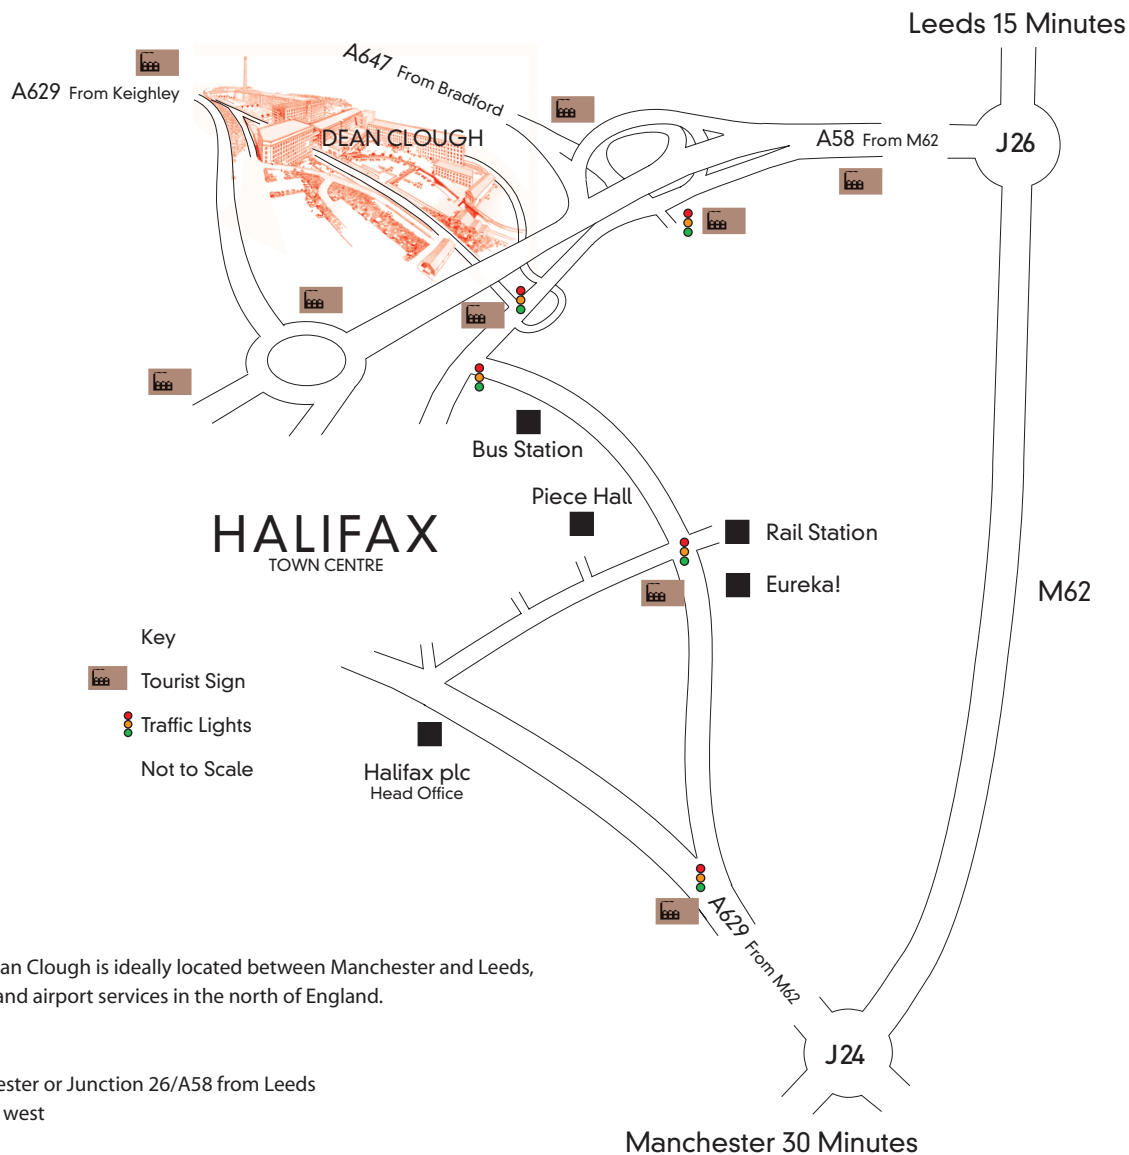 Leeds 15 Minutes
A647 From Bradford
A629 From Keighley
DEAN CLOUGH
A58 From M62
J26
Bus Station
Piece Hall
HALIFAX
TOWN CENTRE
Rail Station
Eureka!
M62
Key
Tourist Sign
Traffic Lights
Not to Scale
Halifax plc
Head Office
A629 From M62
an Clough is ideally located between Manchester and Leeds,
and airport services in the north of England.
J24
ester or Junction 26/A58 from Leeds
west
Manchester 30 Minutes